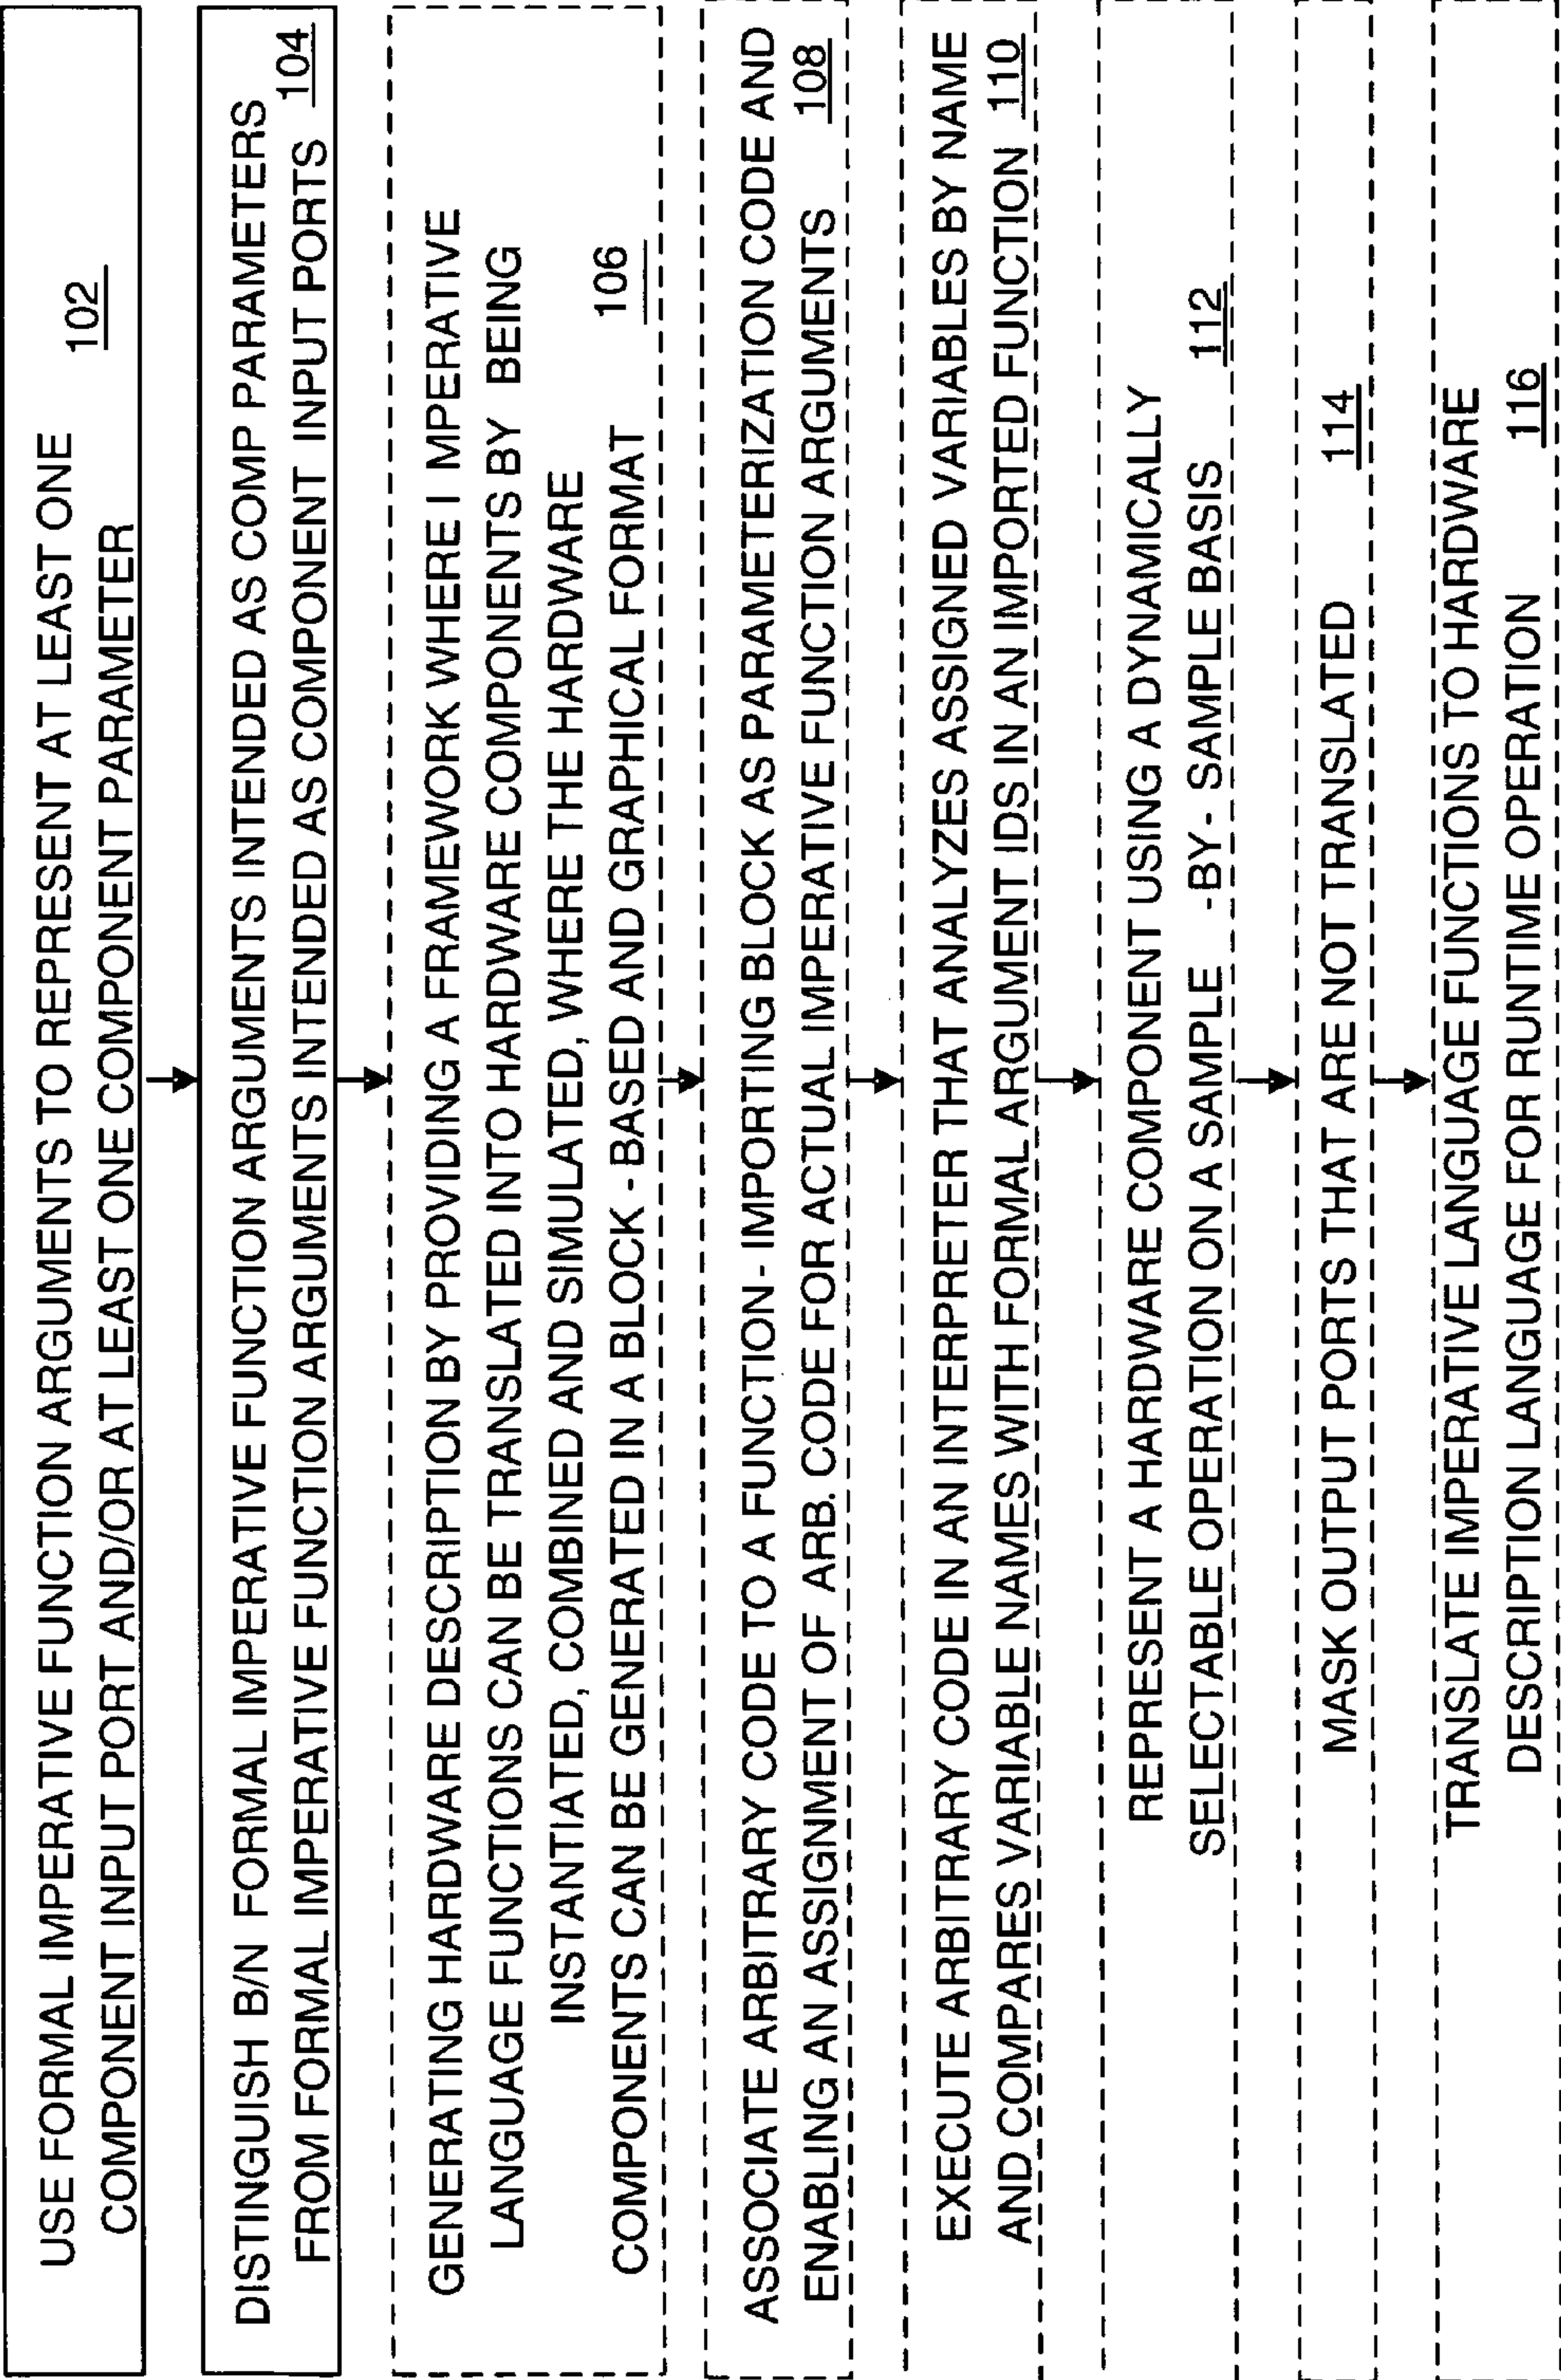 USE FORMAL IMPERATIVE FUNCTION ARGUMENTS TO REPRESENT AT LEAST ONE
COMPONENT INPUT PORT AND/OR AT LEAST ONE COMPONENT PARAMETER 102
DISTINGUISH B/N FORMAL IMPERATIVE FUNCTION ARGUMENTS INTENDED AS COMP PARAMETERS
FROM FORMAL IMPERATIVE FUNCTION ARGUMENTS INTENDED AS COMPONENT INPUT PORTS 104
GENERATING HARDWARE DESCRIPTION BY PROVIDING A FRAMEWORK WHERE I MPERATIVE
LANGUAGE FUNCTIONS CAN BE TRANSLATED INTO HARDWARE COMPONENTS BY BEING
INSTANTIATED, COMBINED AND SIMULATED, WHERE THE HARDWARE
COMPONENTS CAN BE GENERATED IN A BLOCK - BASED AND GRAPHICAL FORMAT 106
ASSOCIATE ARBITRARY CODE TO A FUNCTION - IMPORTING BLOCK AS PARAMETERIZATION CODE AND
ENABLING AN ASSIGNMENT OF ARB. CODE FOR ACTUAL IMPERATIVE FUNCTION ARGUMENTS 108
EXECUTE ARBITRARY CODE IN AN INTERPRETER THAT ANALYZES ASSIGNED VARIABLES BY NAME
AND COMPARES VARIABLE NAMES WITH FORMAL ARGUMENT IDS IN AN IMPORTED FUNCTION 110
REPRESENT A HARDWARE COMPONENT USING A DYNAMICALLY
SELECTABLE OPERATION ON A SAMPLE -BY- SAMPLE BASIS 112
MASK OUTPUT PORTS THAT ARE NOT TRANSLATED 114
TRANSLATE IMPERATIVE LANGUAGE FUNCTIONS TO HARDWARE
DESCRIPTION LANGUAGE FOR RUNTIME OPERATION 116